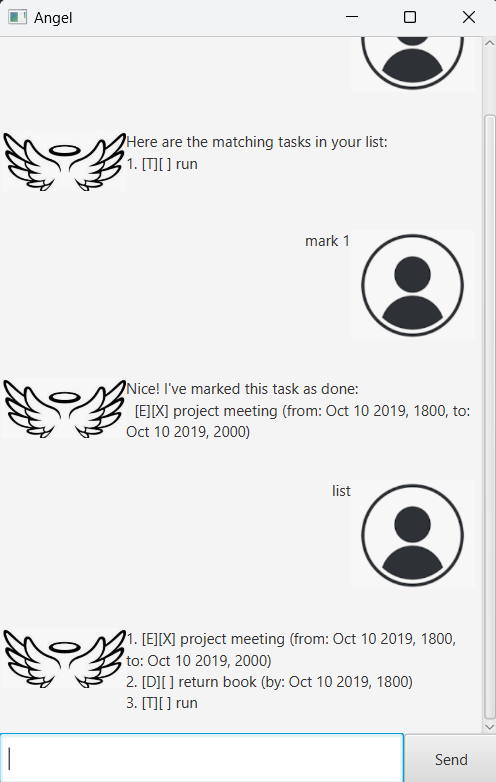 Angel
Here are the matching tasks in your list:
1. [T][ ] run
mark 1
Nice! I've marked this task as done:
[E][X] project meeting (from: Oct 10 2019, 1800, to:
Oct 10 2019, 2000)
list
1. [E][X] project meeting (from: Oct 10 2019, 1800,
to: Oct 10 2019, 2000)
2. [D][ ] return book (by: Oct 10 2019, 1800)
3. [T][ ] run
Send